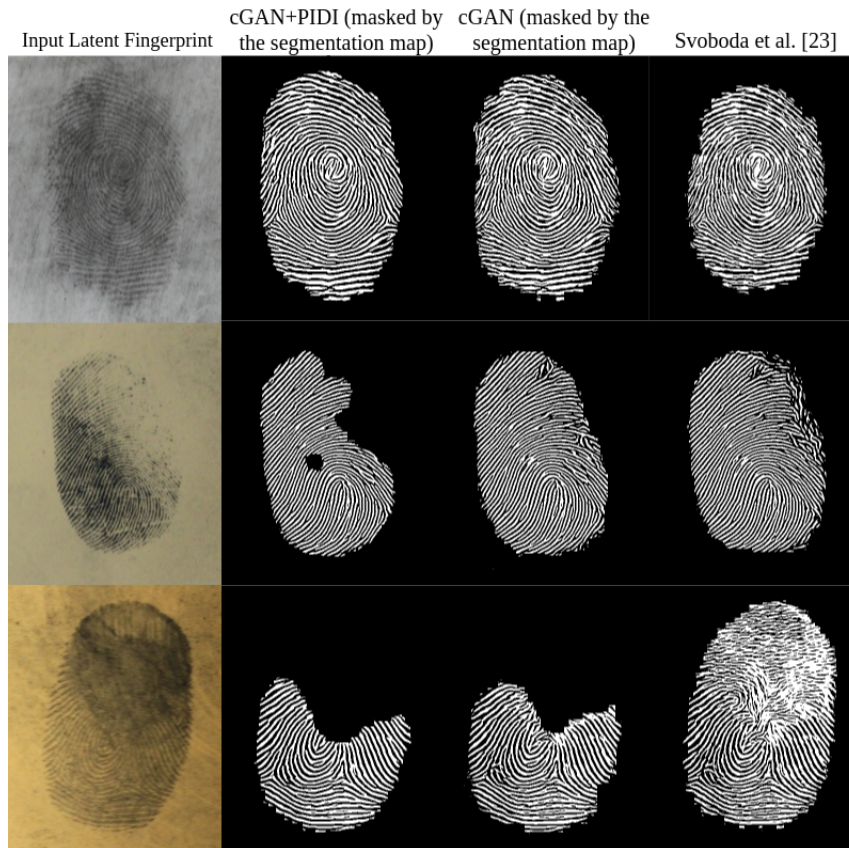 Input Latent Fingerprint
cGAN+PIDI (masked by
the segmentation map)
cGAN (masked by the
segmentation map)
Svoboda et al. [23]